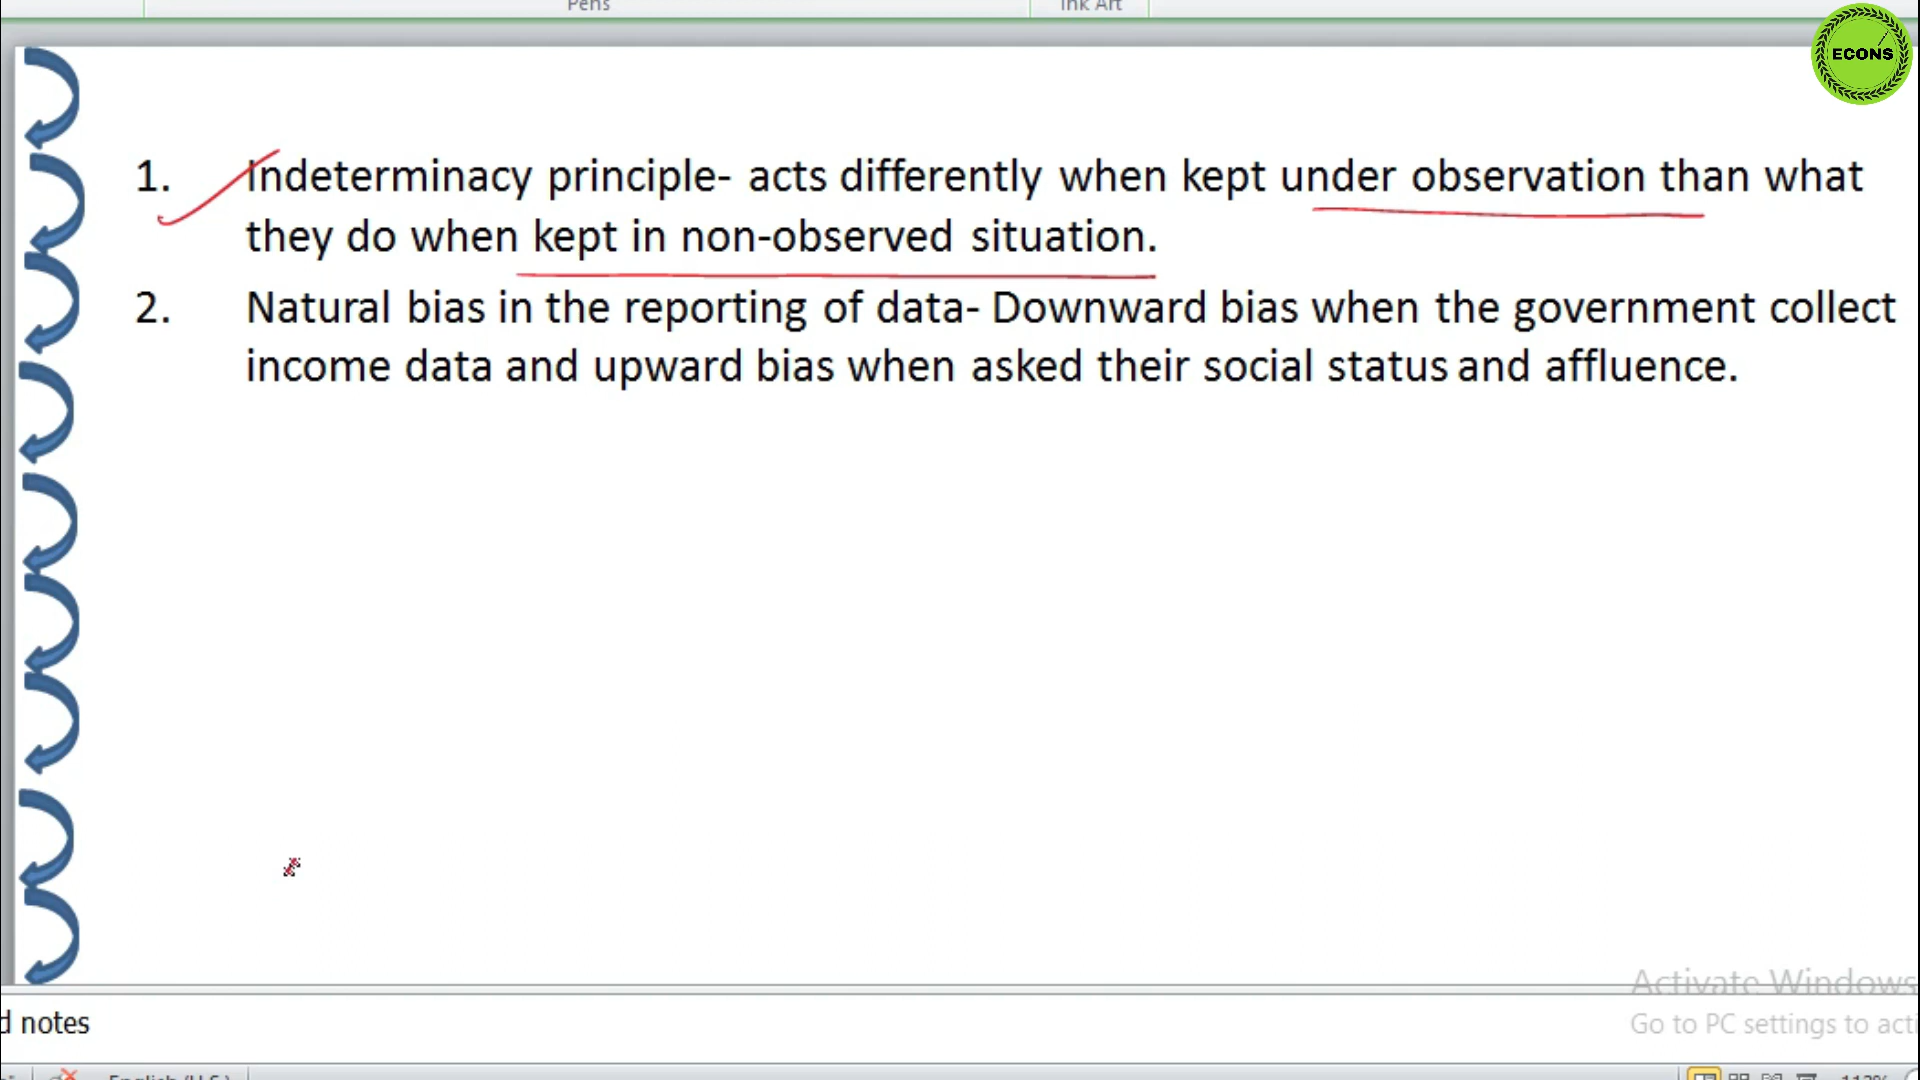 Pens Ink Art
ECONS
1. Indeterminacy principle- acts differently when kept under observation than what
they do when kept in non-observed situation.
2. Natural bias in the reporting of data- Downward bias when the government collect
income data and upward bias when asked their social status and affluence.
Activate Windows
Go to PC settings to acti
d notes
English (U.S.) 112%